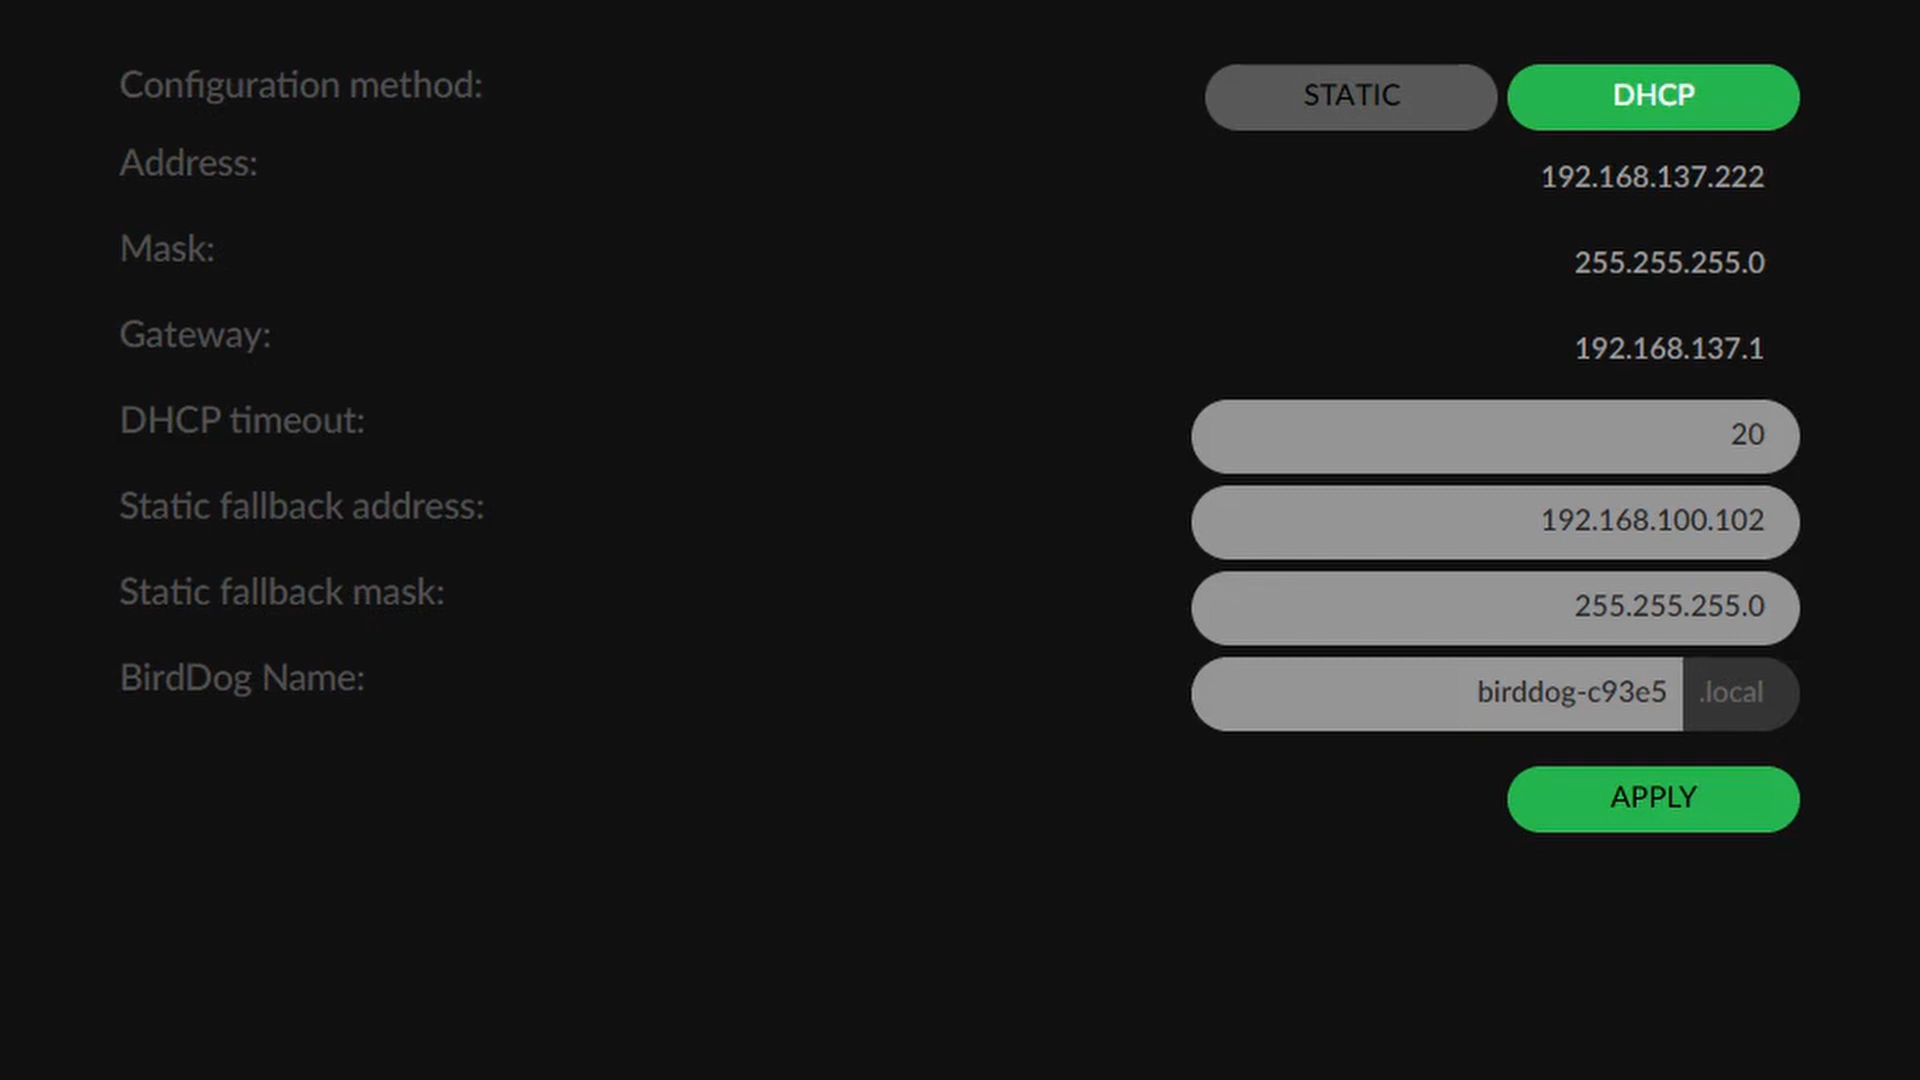 Configuration method: STATIC DHCP
Address: 192.168.137.222
Mask: 255.255.255.0
Gateway: 192.168.137.1
DHCP timeout: 20
Static fallback address: 192.168.100.102
Static fallback mask: 255.255.255.0
BirdDog Name: birddog-c93e5 .local
APPLY